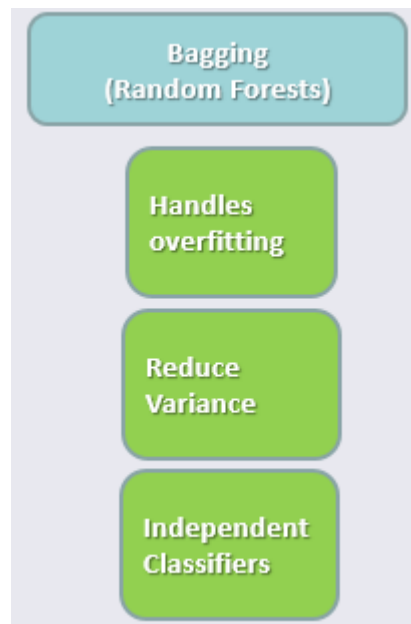 Bagging
(Random Forests)
Handles
overfitting
Reduce
Variance
Independent
Classifiers